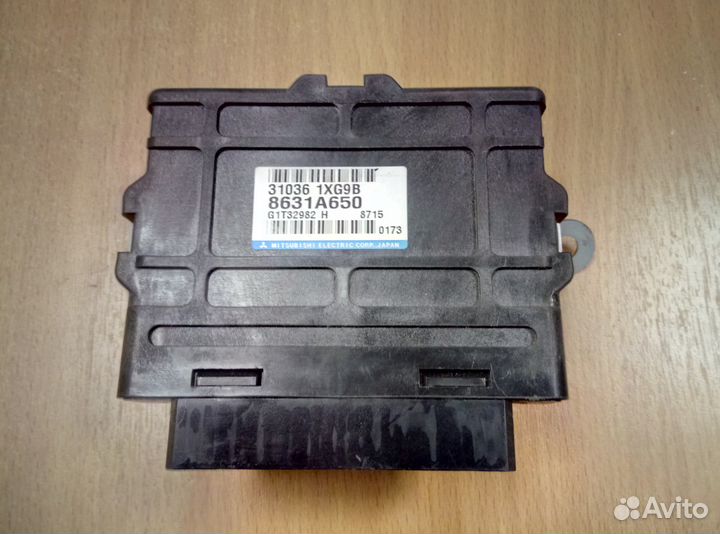 31036 1XG9B
8631A650
G1T32982 H 8715
0173
MITSUBISHI ELECTRIC CORP. JAPAN
Avito